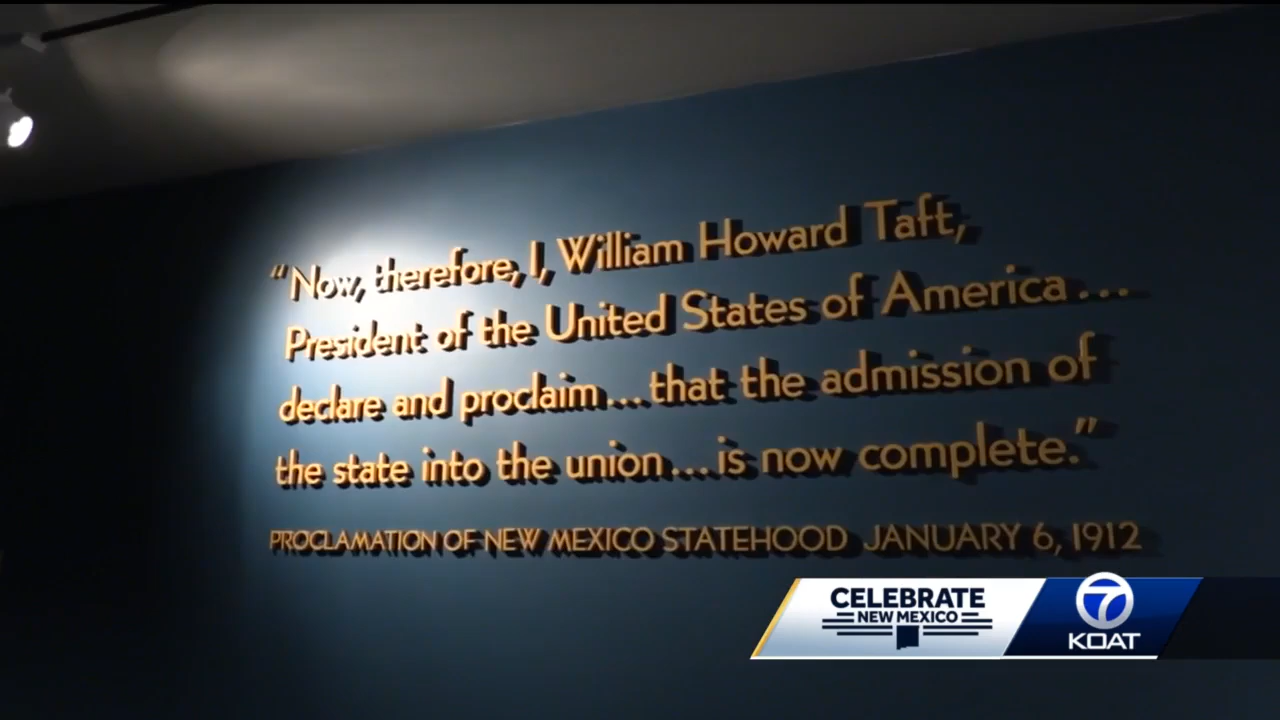 “Now, therefore, I, William Howard Taft,
President of the United States of America...
declare and proclaim...that the admission of
the state into the union...is now complete.”
PROCLAMATION OF NEW MEXICO STATEHOOD JANUARY 6, 1912
CELEBRATE
NEW MEXICO
7
KOAT